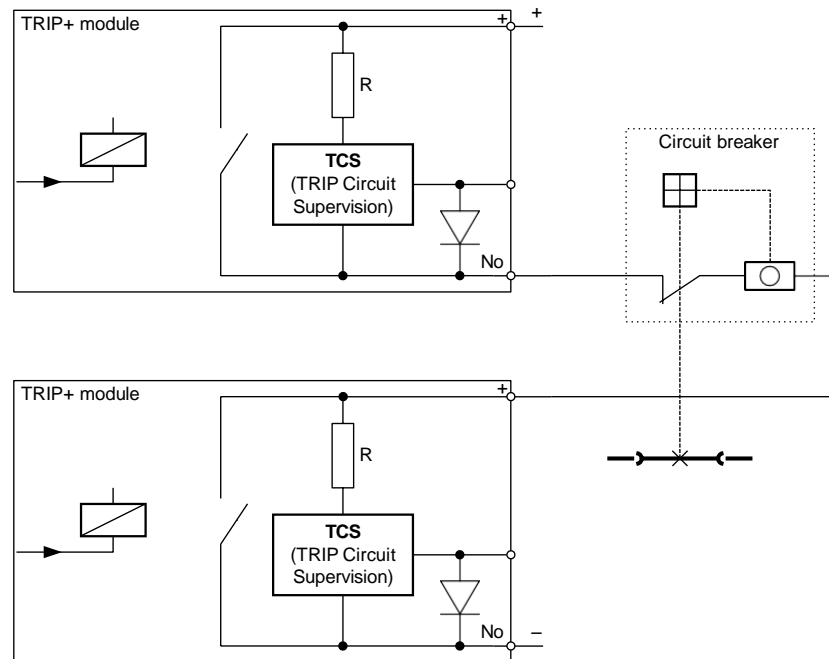 TRIP+ module
+
+
R
TCS
(TRIP Circuit
Supervision)
No
Circuit breaker
TRIP+ module
+
R
TCS
(TRIP Circuit
Supervision)
No
–